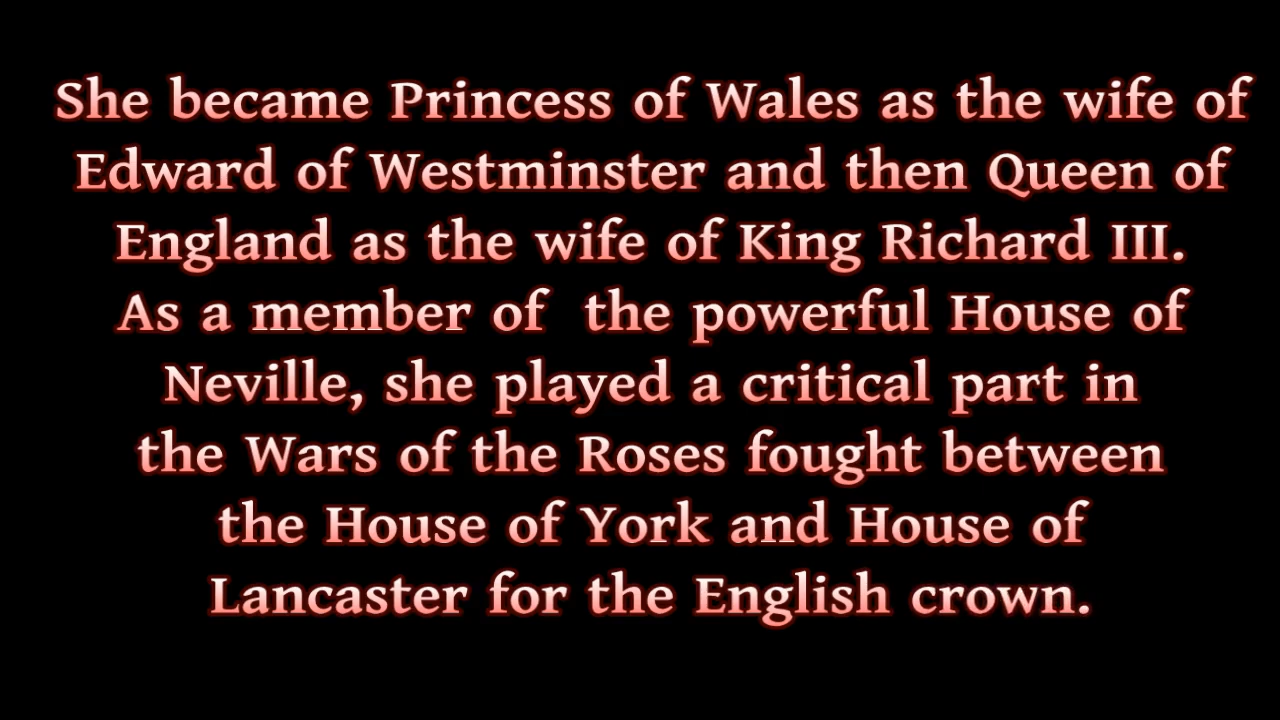 She became Princess of Wales as the wife of
Edward of Westminster and then Queen of
England as the wife of King Richard III.
As a member of  the powerful House of
Neville, she played a critical part in
the Wars of the Roses fought between
the House of York and House of
Lancaster for the English crown.